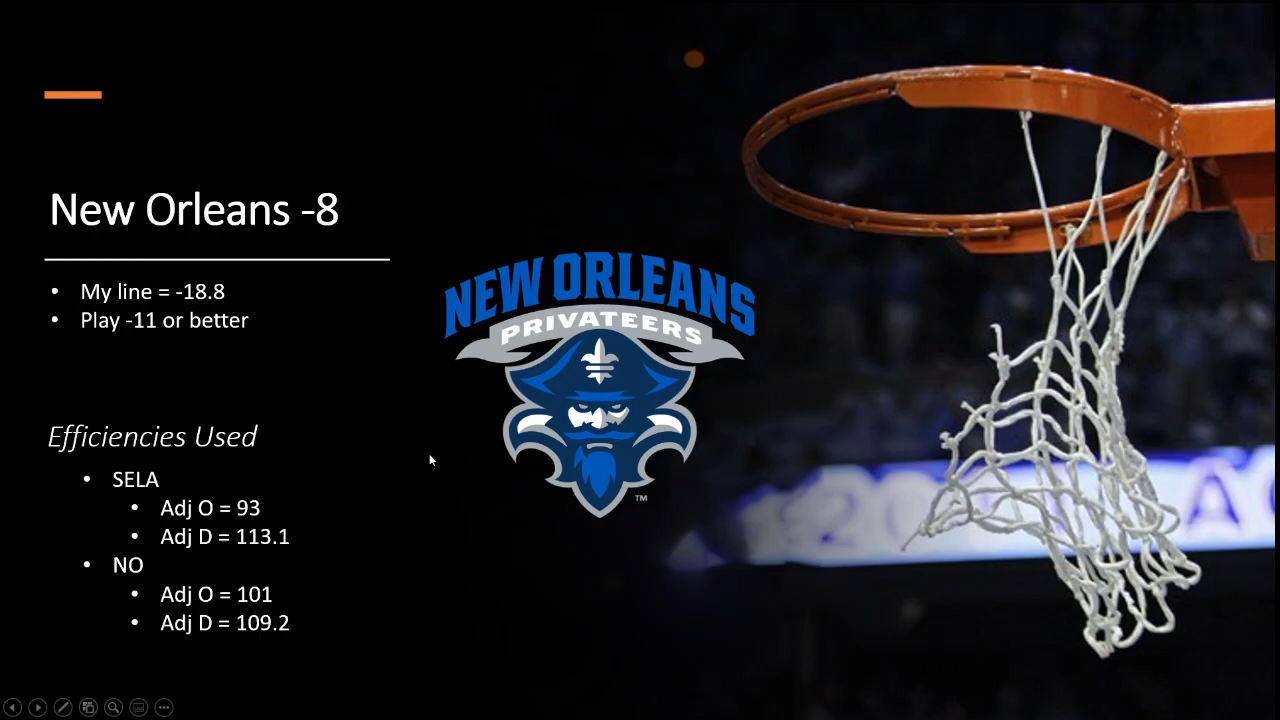 New Orleans -8
• My line = -18.8
• Play -11 or better
Efficiencies Used
• SELA
• Adj O = 93
• Adj D = 113.1
• NO
• Adj O = 101
• Adj D = 109.2
NEW ORLEANS
PRIVATEERS
TM